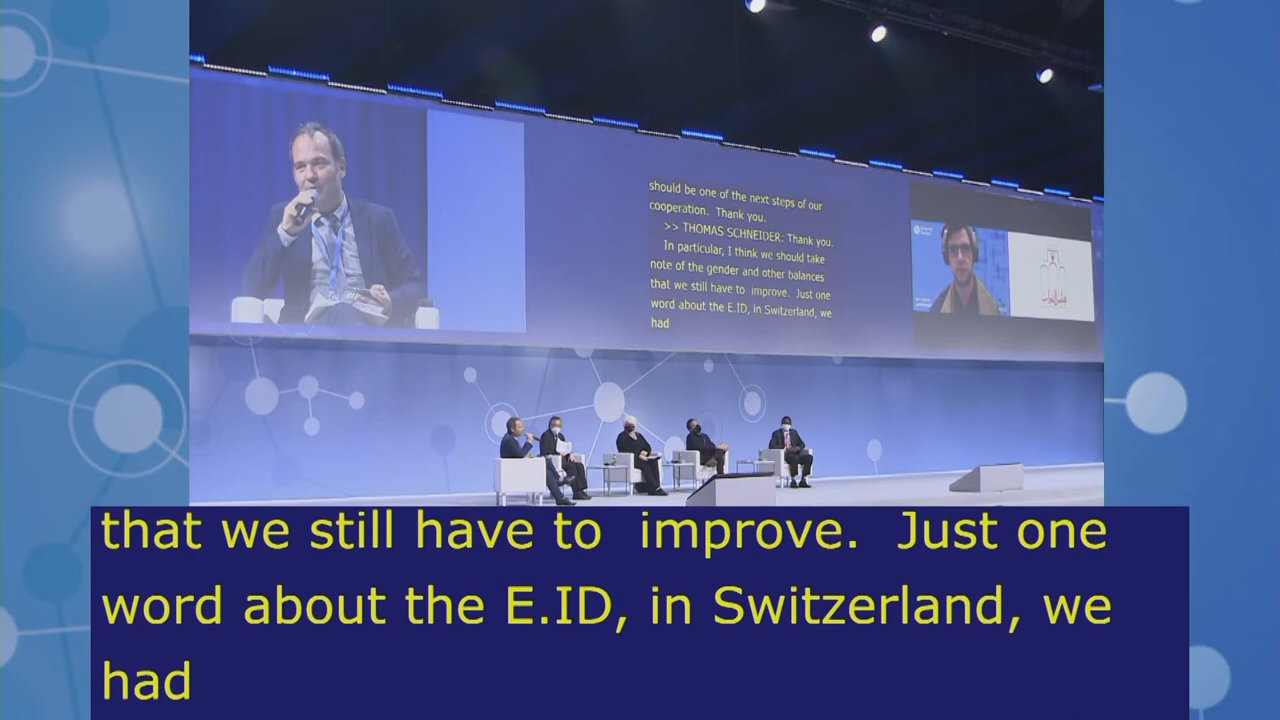 should be one of the next steps of our
cooperation. Thank you.
>> THOMAS SCHNEIDER: Thank you.
In particular, I think we should take
note of the gender and other balances
that we still have to improve. Just one
word about the E.ID, in Switzerland, we
had
that we still have to improve. Just one
word about the E.ID, in Switzerland, we
had